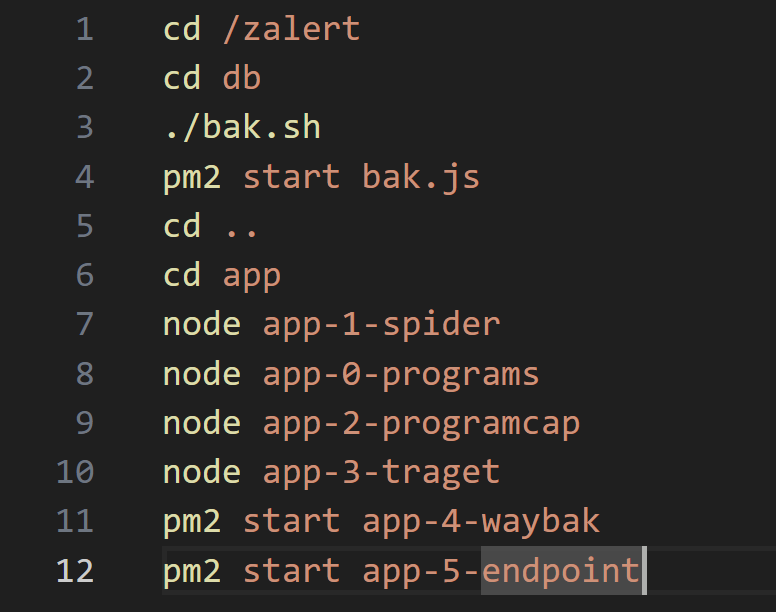 1 cd /zalert
2 cd db
3 ./bak.sh
4 pm2 start bak.js
5 cd ..
6 cd app
7 node app-1-spider
8 node app-0-programs
9 node app-2-programcap
10 node app-3-traget
11 pm2 start app-4-waybak
12 pm2 start app-5-endpoint